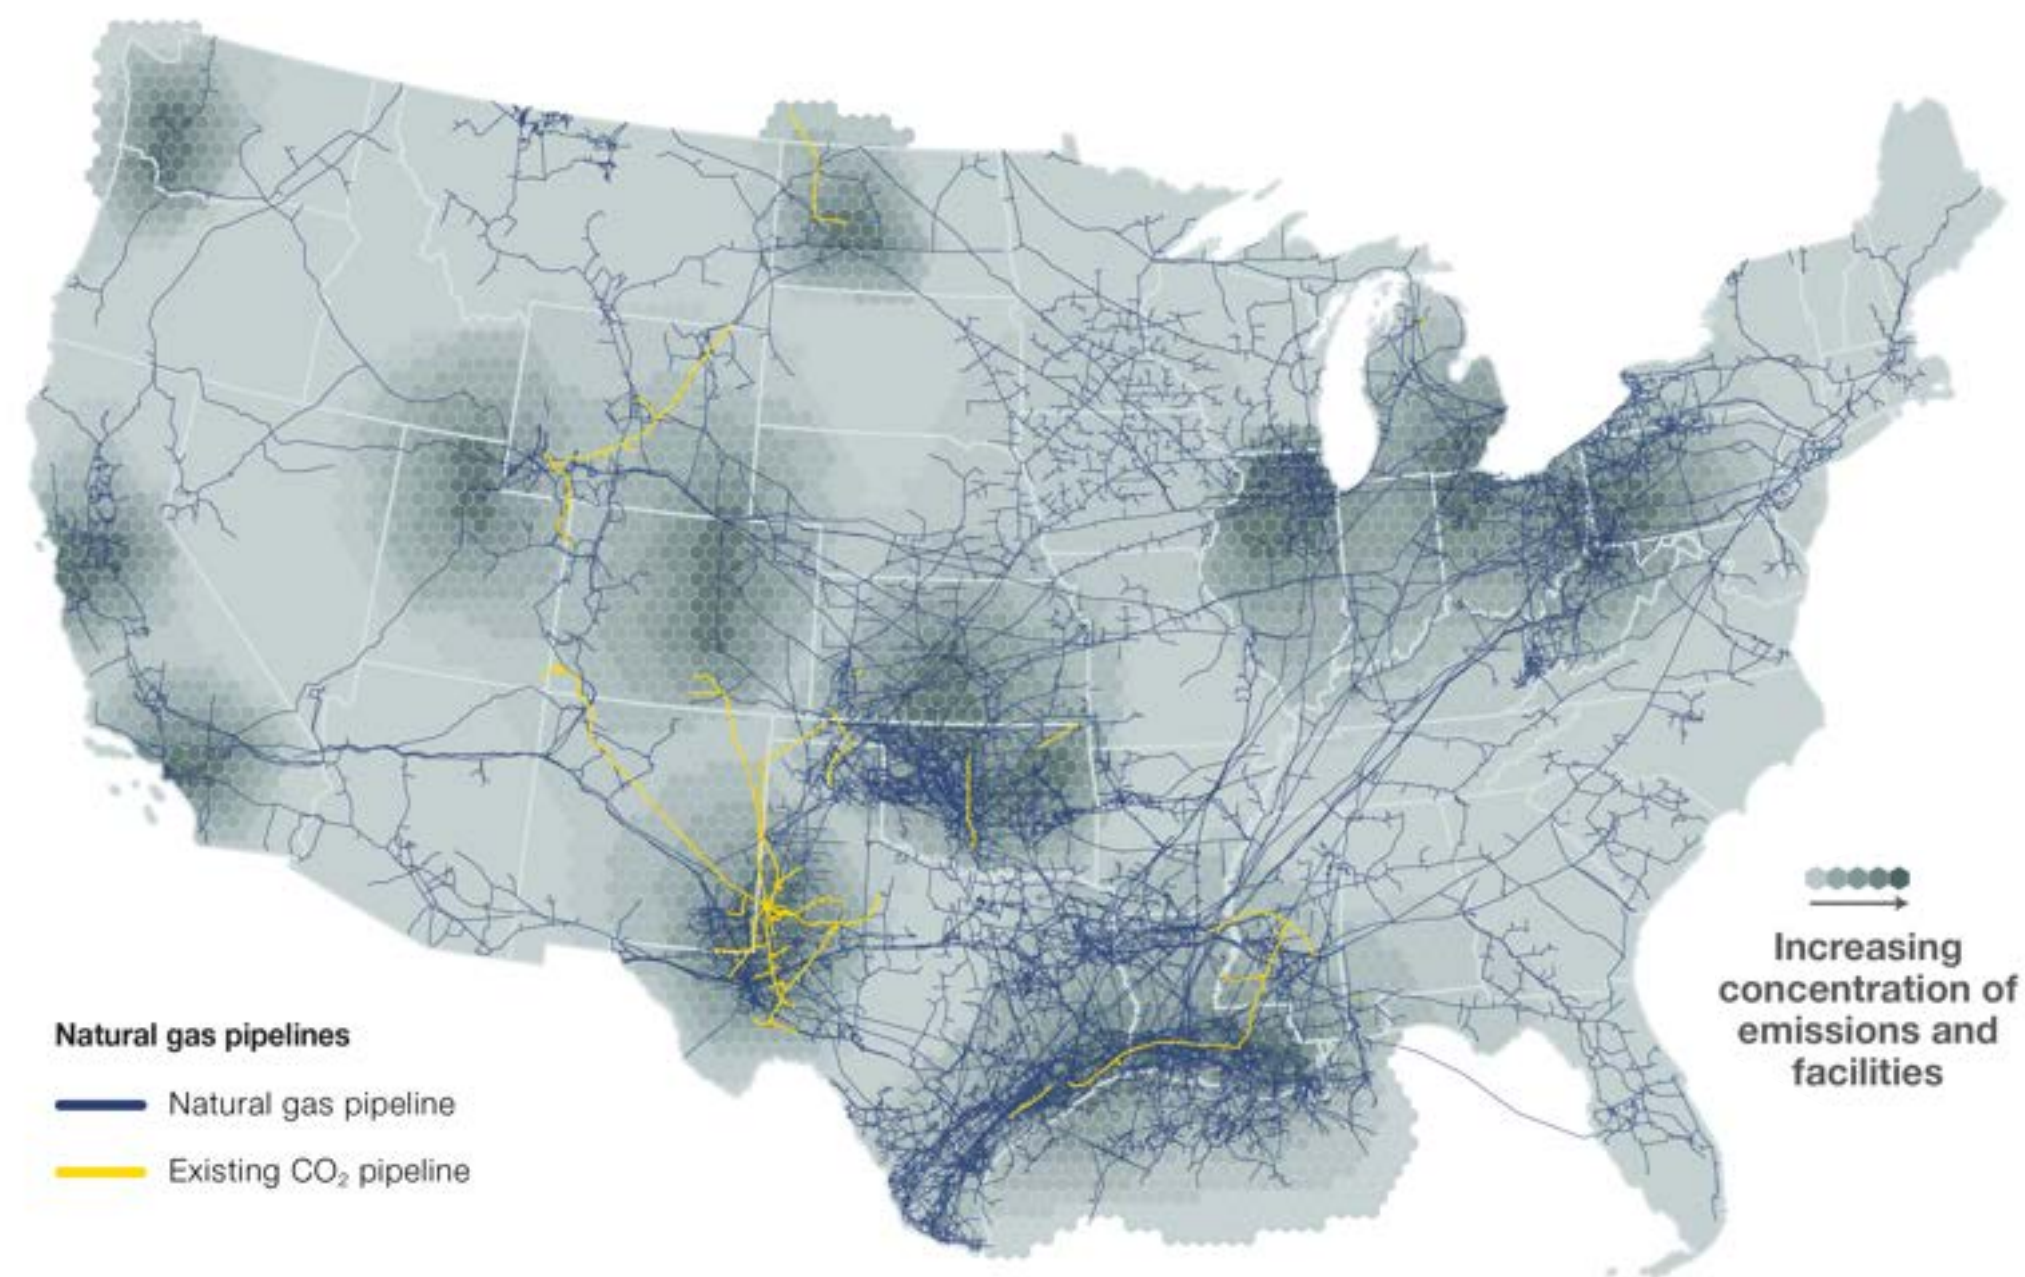 Increasing
concentration of
emissions and
facilities
Natural gas pipelines
Natural gas pipeline
Existing CO₂ pipeline